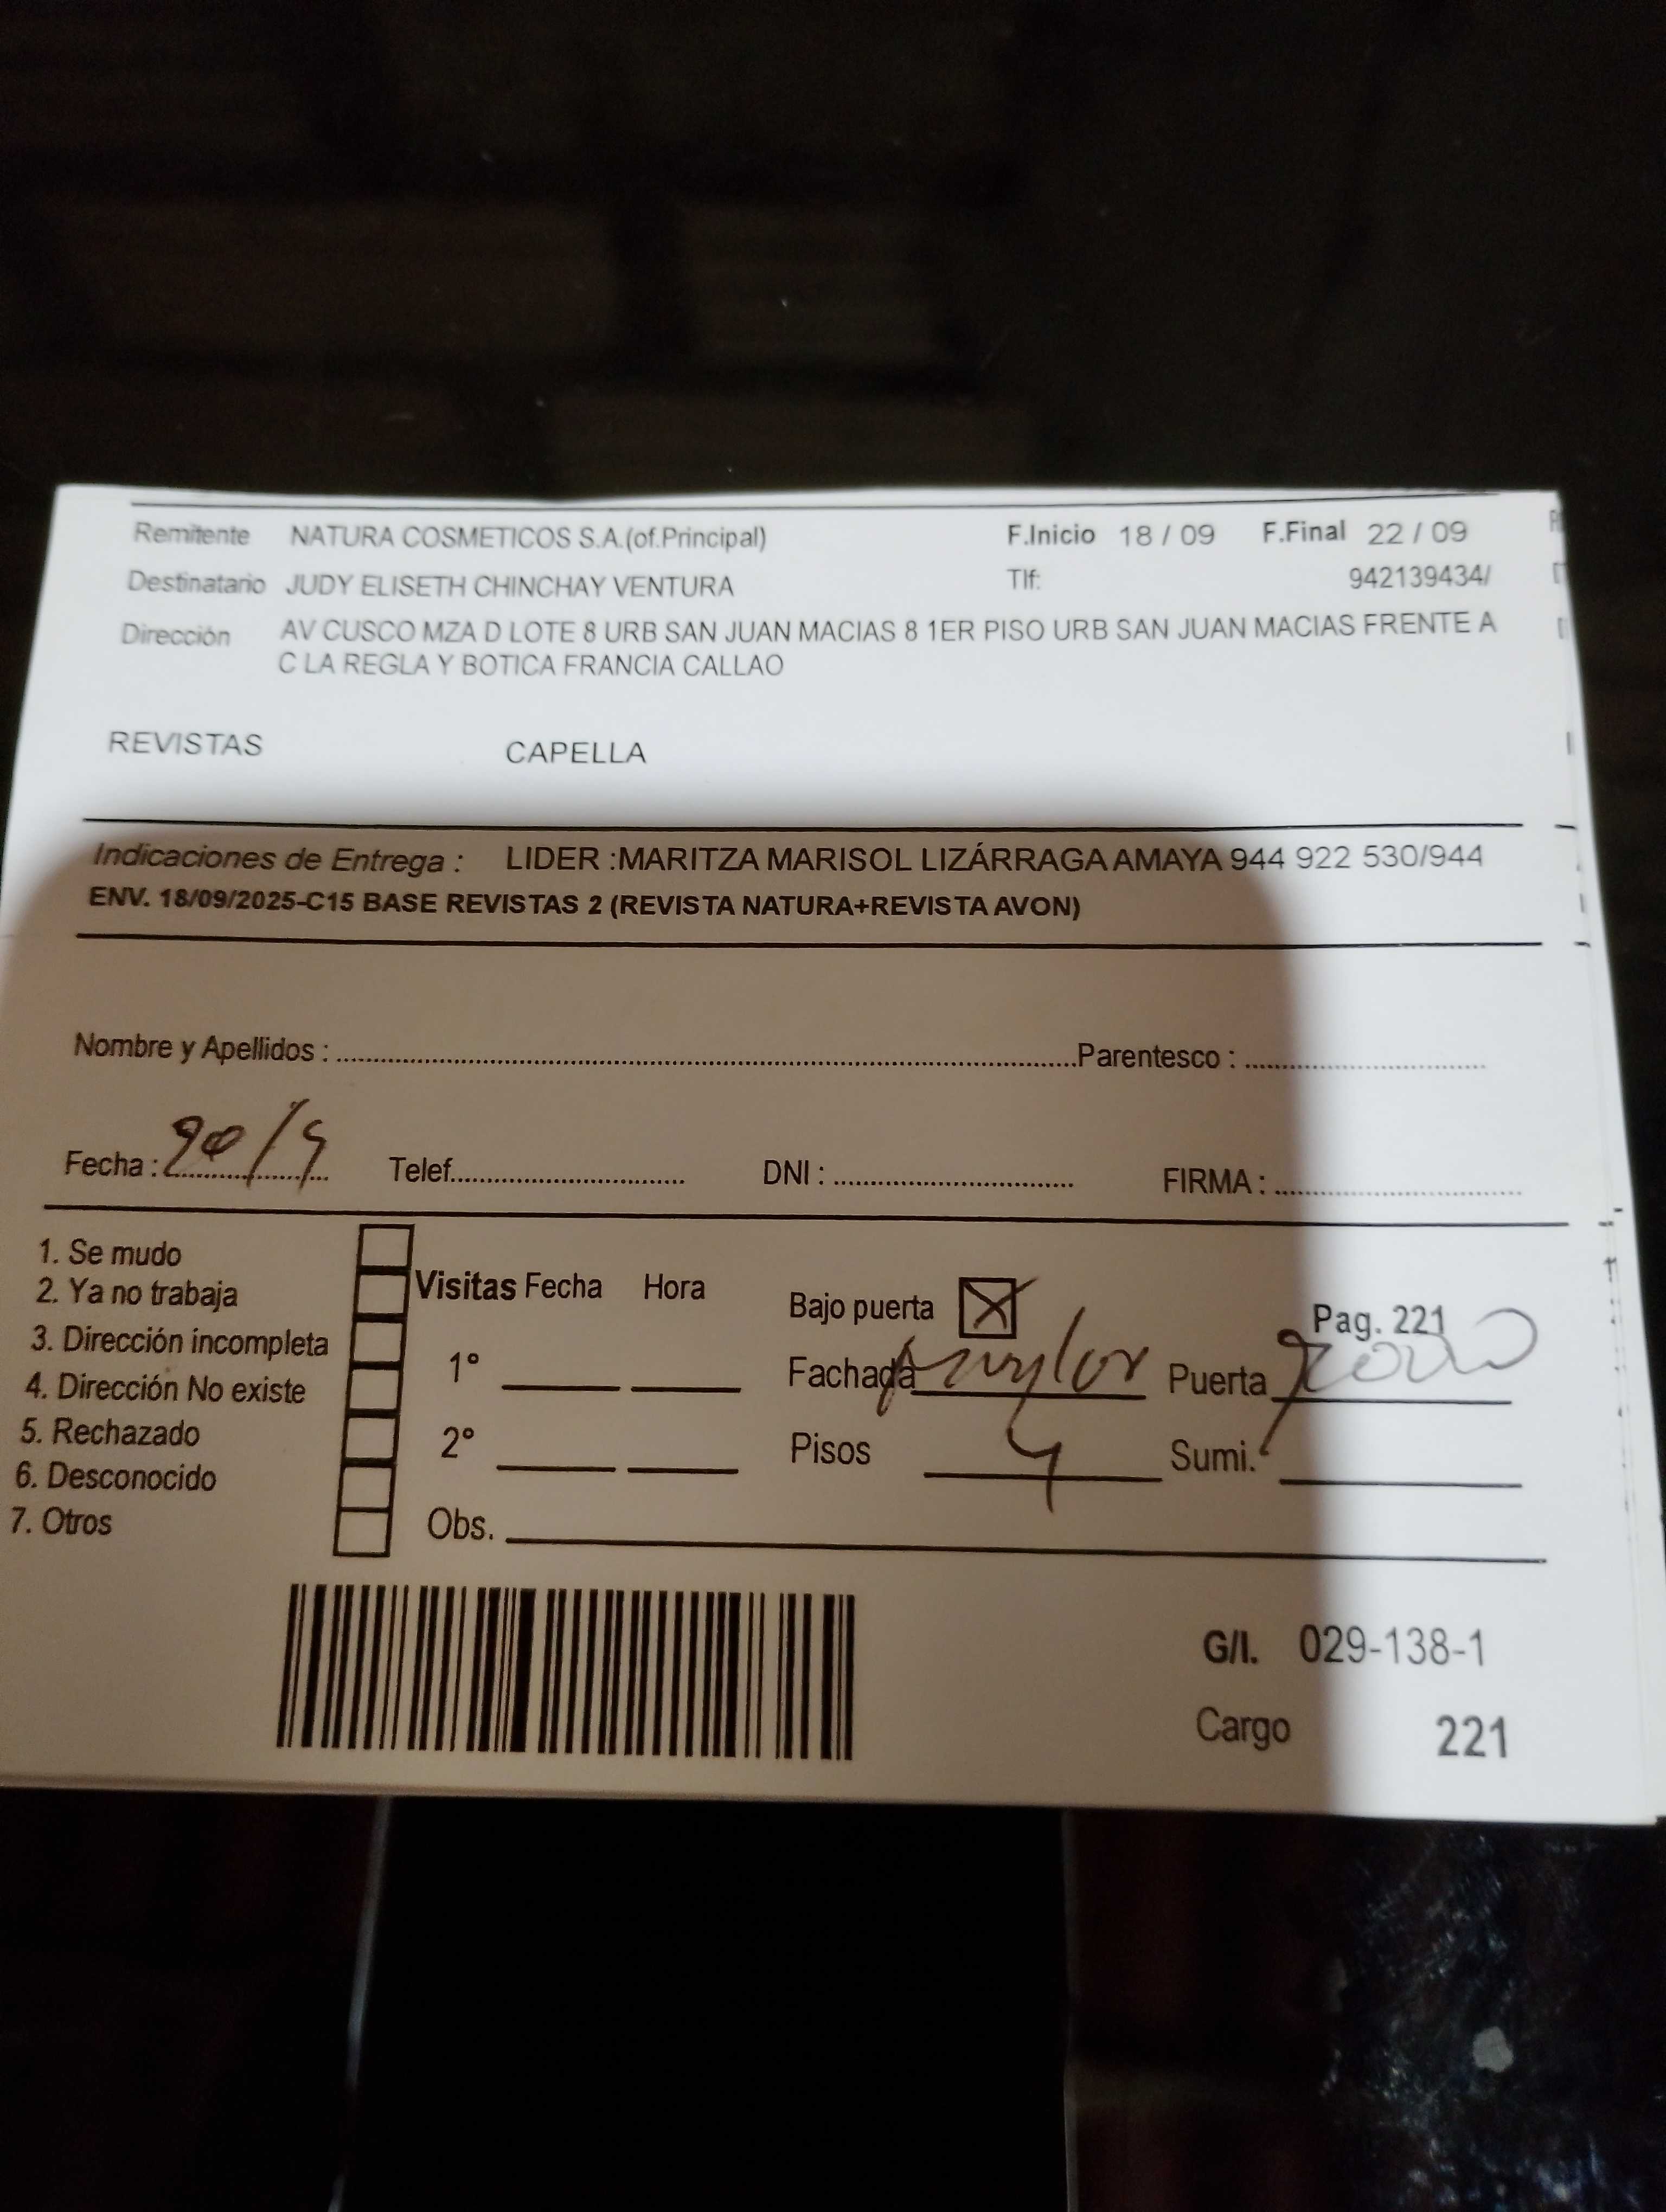 Remitente NATURA COSMETICOS S.A.(of.Principal) F.Inicio 18 / 09 F.Final 22 / 09
Destinatario JUDY ELISETH CHINCHAY VENTURA Tlf: 942139434/
Dirección AV CUSCO MZA D LOTE 8 URB SAN JUAN MACIAS 8 1ER PISO URB SAN JUAN MACIAS FRENTE A
C LA REGLA Y BOTICA FRANCIA CALLAO
REVISTAS CAPELLA
Indicaciones de Entrega : LIDER :MARITZA MARISOL LIZÁRRAGA AMAYA 944 922 530/944
ENV. 18/09/2025-C15 BASE REVISTAS 2 (REVISTA NATURA+REVISTA AVON)
Nombre y Apellidos : Parentesco :
Fecha : 20/9 Telef. DNI : FIRMA :
1. Se mudo
2. Ya no trabaja
3. Dirección incompleta
4. Dirección No existe
5. Rechazado
6. Desconocido
7. Otros
Visitas Fecha Hora
1°
2°
Obs.
Bajo puerta X Pag. 221
Fachada Puerta
Pisos 4 Sumi.
G/I. 029-138-1
Cargo 221